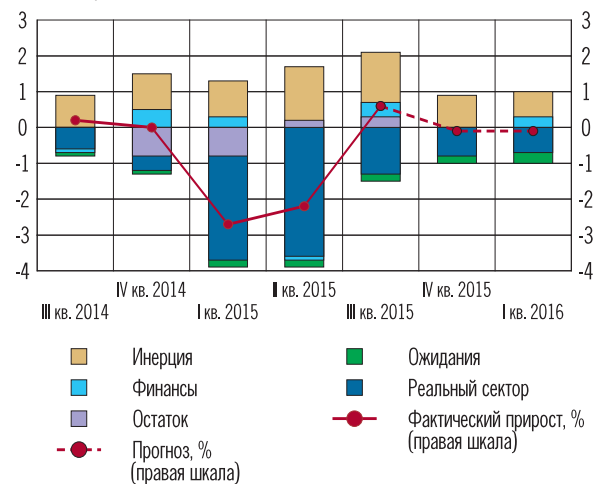 3 3
2 2
1 1
0 0
-1 -1
-2 -2
-3 -3
-4 -4
IV кв. 2014 II кв. 2015 IV кв. 2015
III кв. 2014 I кв. 2015 III кв. 2015 I кв. 2016
Инерция Ожидания
Финансы Реальный сектор
Остаток Фактический прирост, %
(правая шкала)
Прогноз, %
(правая шкала)